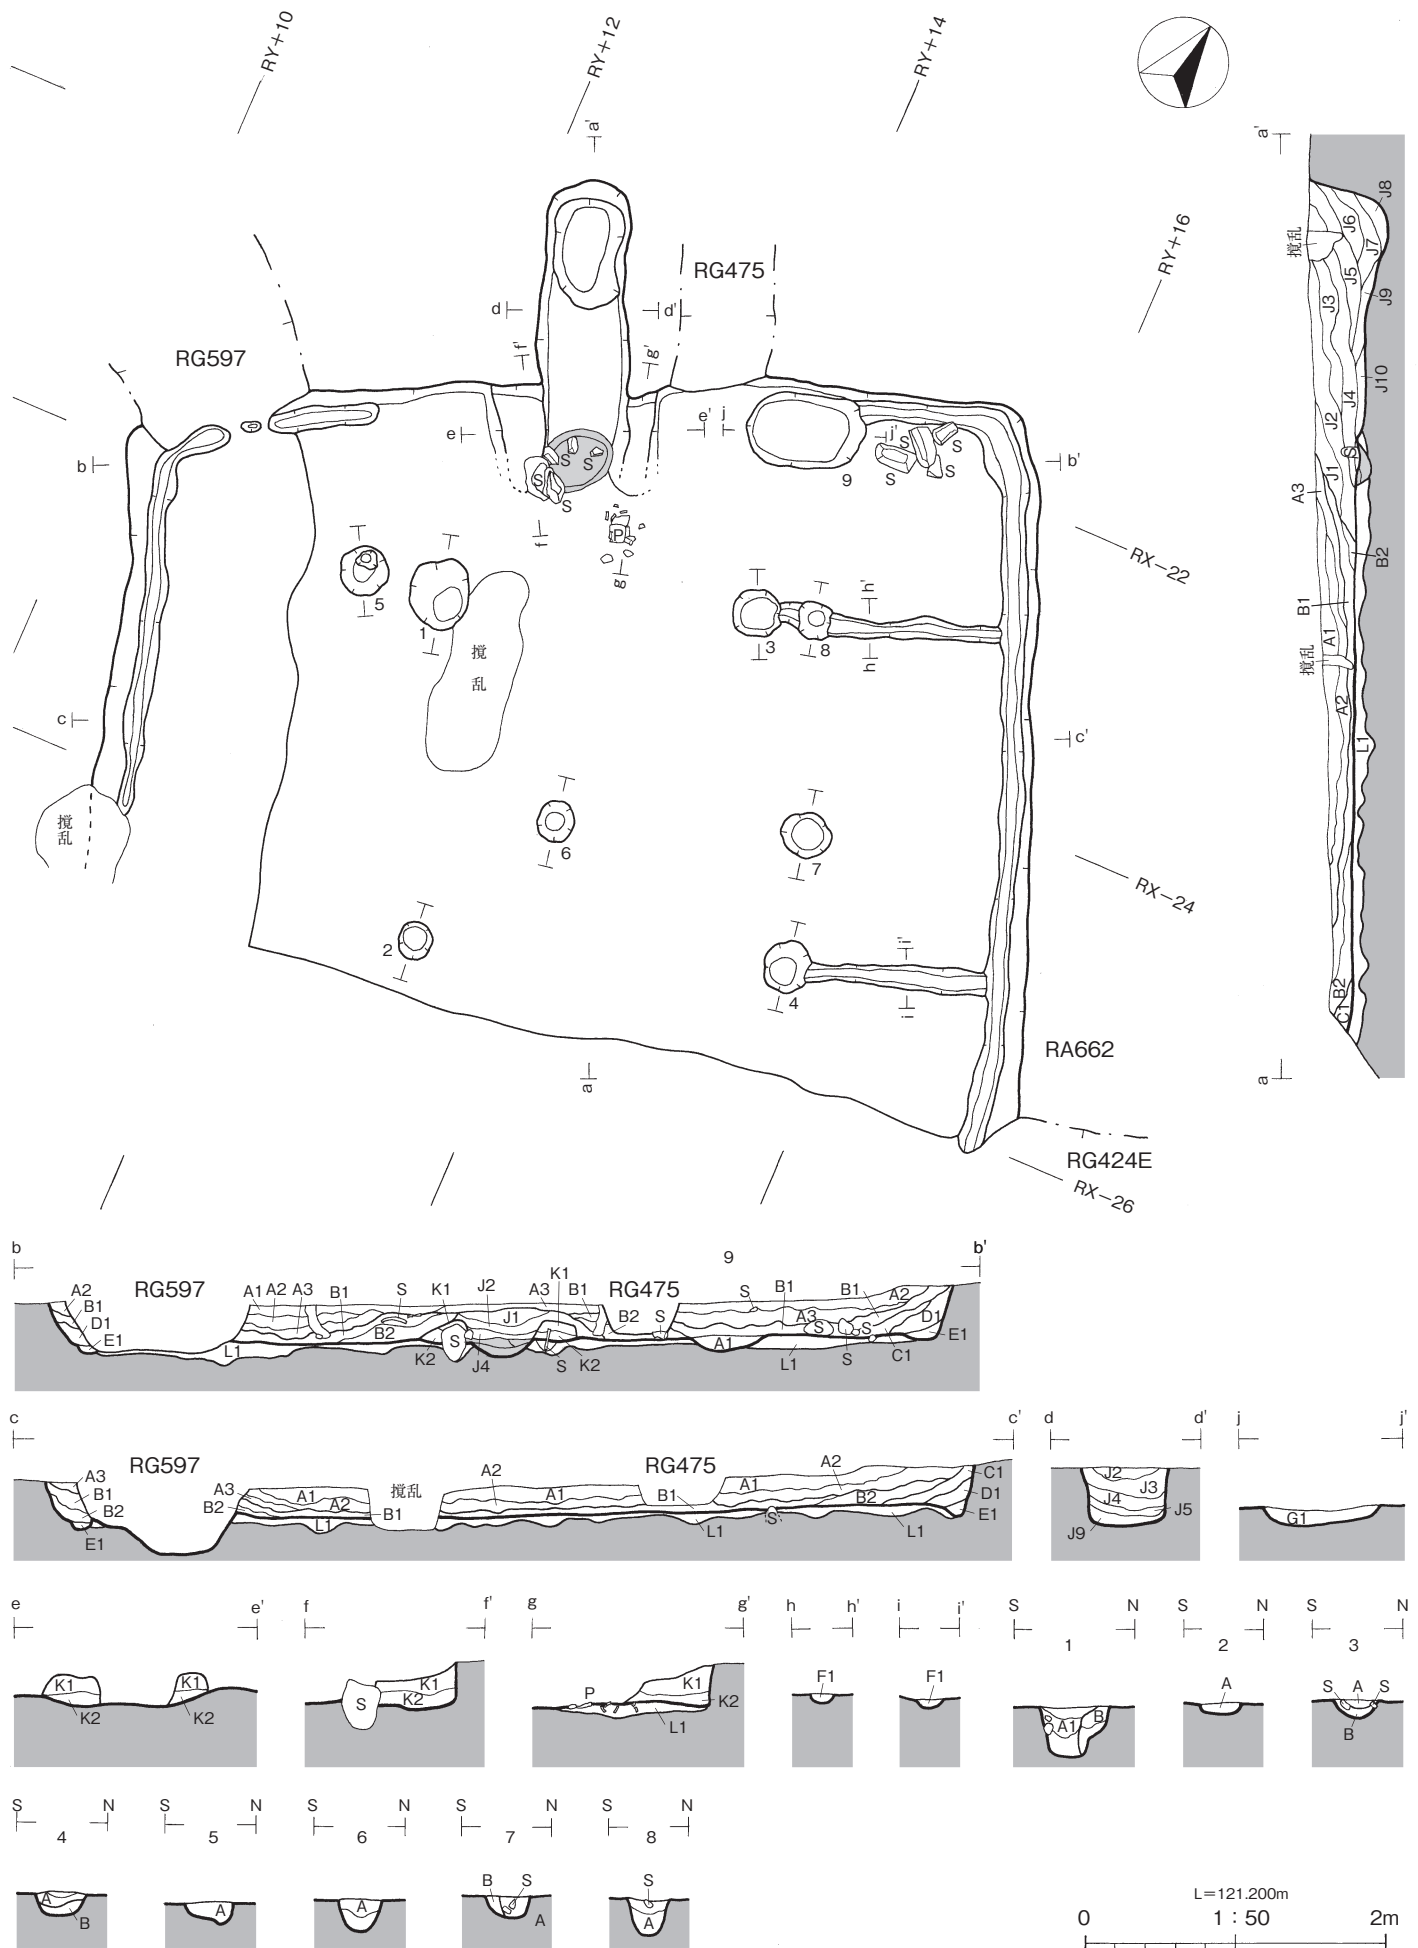 RY+10
RY+12
RY+14
RY+16
a'
RG475
d
d'
f'
g'
RG597
e
e'
j
j'
b
b'
S
S
S
S
S
S
S
S
9
f
P
g
RX−22
5
1
3
8
h'
h
撹乱
c
c'
撹乱
6
7
2
4
i'
i
RX−24
a
RA662
RG424E
RX−26
a'
J8
J6
撹乱
J7
J5
J9
J3
J10
J4
J2
S
J1
A3
B2
B1
A1
撹乱
A2
L1
B2
C1
a
b
9
b'
RG597
RG475
A2
B1
D1
E1
A1
A2
A3
B1
S
K1
J2
A3
K1
B1
B2
S
S
B1
B1
A2
L1
B2
S
J1
A3
S
S
D1
E1
K2
J4
S
K2
A1
L1
S
C1
c
c'
RG597
RG475
A3
B1
B2
E1
A3
B2
A1
A2
撹乱
B1
A2
A1
B1
A1
A2
B2
C1
D1
E1
L1
L1
S
L1
d
d'
J2
J3
J4
J5
J9
j
j'
G1
e
e'
K1
K1
K2
K2
f
f'
S
K1
K2
g
g'
P
K1
K2
L1
h
h'
F1
i
i'
F1
S
N
1
A1
B
S
N
2
A
S
N
3
S
A
S
B
S
N
4
A
B
S
N
5
A
S
N
6
A
S
N
7
B
S
A
S
N
8
S
A
L=121.200m
0
1：50
2m